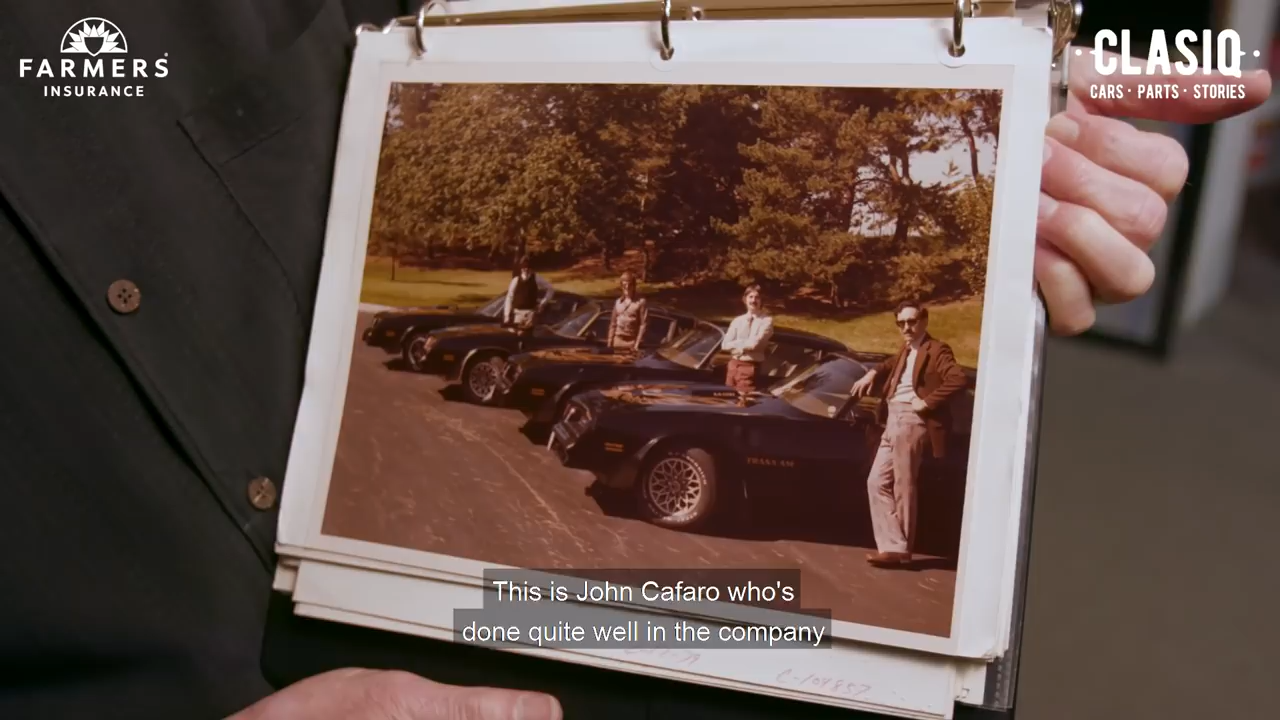 FARMERS
INSURANCE
CLASIQ
CARS · PARTS · STORIES
TRANS AM
This is John Cafaro who's
done quite well in the company